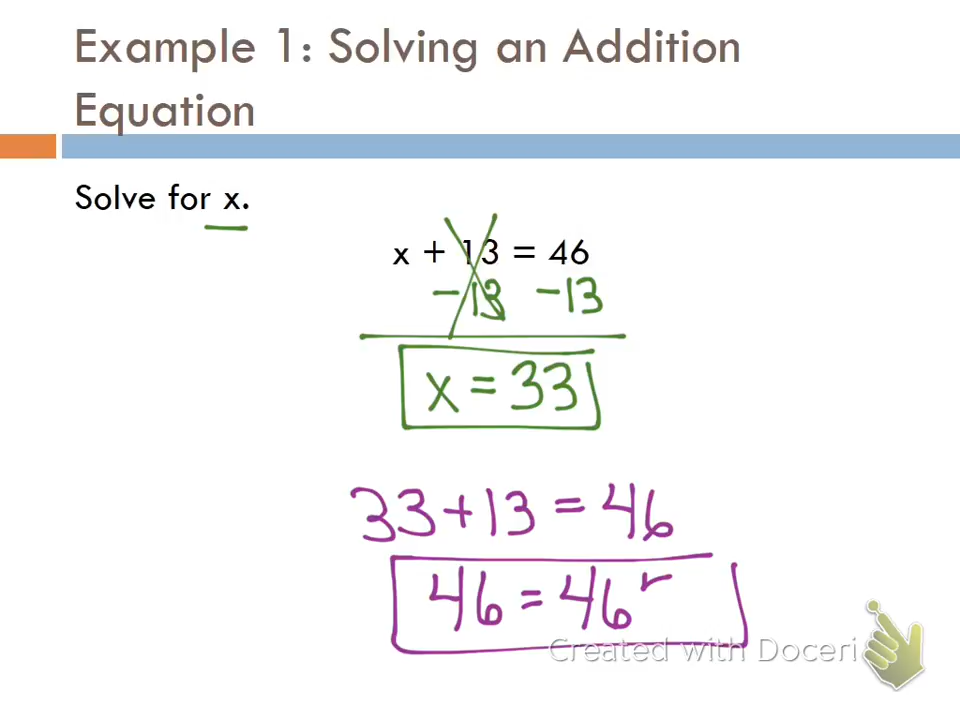 Example 1: Solving an Addition
Equation
Solve for x.
x + 13 = 46
-13 -13
x = 33
33+13 = 46
46 = 46
Created with Doceri